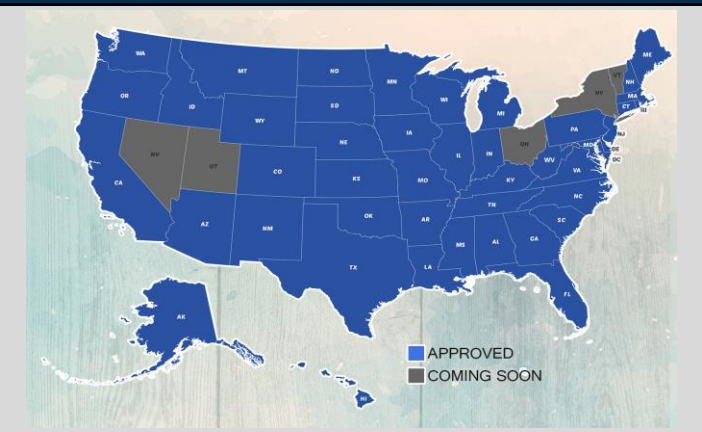 WA
MT
ND
MN
ME
OR
ID
SD
WI
MI
NY
VT
NH
MA
CT
RI
WY
NE
IA
PA
NJ
NV
UT
CO
KS
MO
IL
IN
OH
WV
MD
DE
DC
VA
KY
CA
AZ
NM
OK
AR
TN
NC
SC
TX
LA
MS
AL
GA
FL
AK
HI
APPROVED
COMING SOON